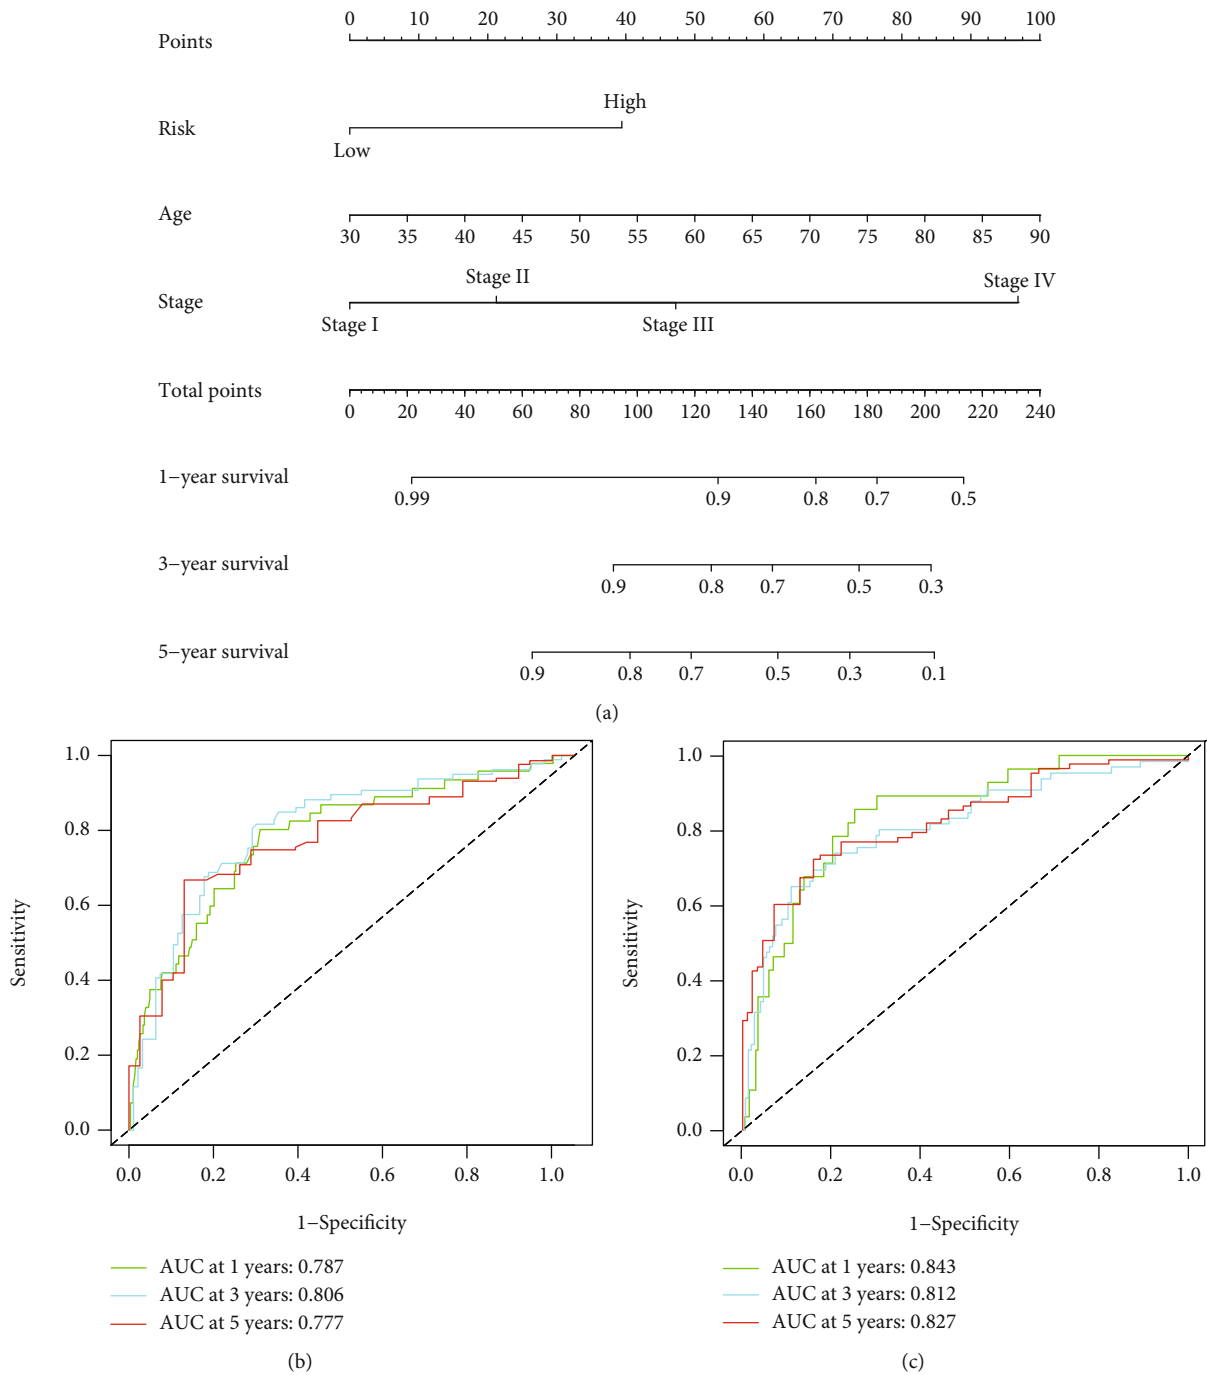 0 10 20 30 40 50 60 70 80 90 100
Points
High
Risk
Low
Age
30 35 40 45 50 55 60 65 70 75 80 85 90
Stage II Stage IV
Stage
Stage I Stage III
Total points
0 20 40 60 80 100 120 140 160 180 200 220 240
1−year survival
0.99 0.9 0.8 0.7 0.5
3−year survival
0.9 0.8 0.7 0.5 0.3
5−year survival
0.9 0.8 0.7 0.5 0.3 0.1
(a)
1.0
0.8
0.6
0.4
0.2
0.0
Sensitivity
0.0 0.2 0.4 0.6 0.8 1.0
1−Specificity
AUC at 1 years: 0.787
AUC at 3 years: 0.806
AUC at 5 years: 0.777
(b)
1.0
0.8
0.6
0.4
0.2
0.0
Sensitivity
0.0 0.2 0.4 0.6 0.8 1.0
1−Specificity
AUC at 1 years: 0.843
AUC at 3 years: 0.812
AUC at 5 years: 0.827
(c)